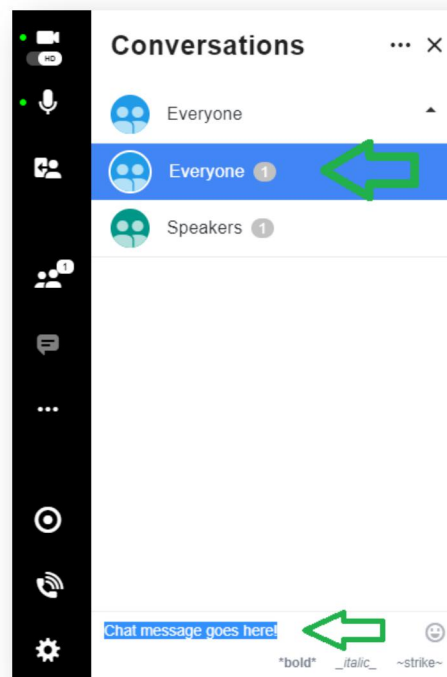 Conversations
HD
Everyone
Everyone 1
Speakers 1
1
Chat message goes here!
*bold* _italic_ ~strike~